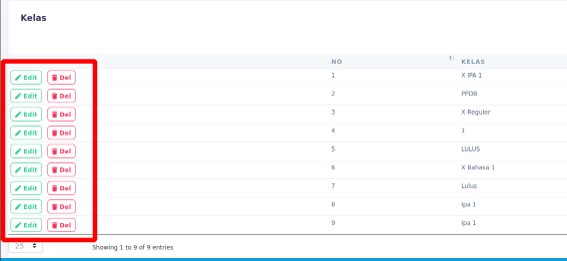 Kelas
NO KELAS
Edit Del 1 X IPA 1
Edit Del 2 PPDB
Edit Del 3 X Reguler
Edit Del 4 1
Edit Del 5 LULUS
Edit Del 6 X Bahasa 1
Edit Del 7 Lulus
Edit Del 8 Ipa 1
Edit Del 9 Ipa 1
25 Showing 1 to 9 of 9 entries